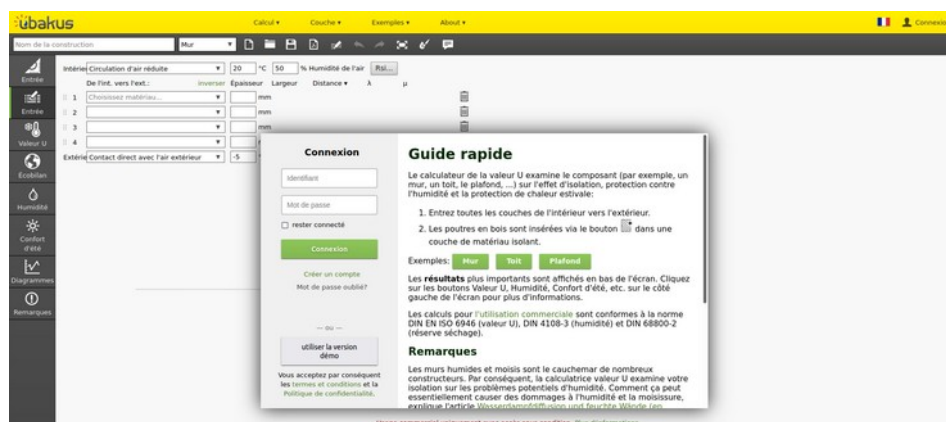 übakus
Calcul ▾ Couche ▾ Exemples ▾ About ▾
Connexio
Nom de la construction Mur
Intérie Circulation d'air réduite 20 °C 50 % Humidité de l'air Rsi...
De l'int. vers l'ext.: inverser Épaisseur Largeur Distance ▾ λ μ
1 Choisissez matériau... mm
2 mm
3 mm
4
Extérie Contact direct avec l'air extérieur -5
Entrée
Entrée
Valeur U
Écobilan
Humidité
Confort
d'été
Diagrammes
Remarques
Connexion
Identifiant
Mot de passe
rester connecté
Connexion
Créer un compte
Mot de passe oublié?
— ou —
utiliser la version
démo
Vous acceptez par conséquent
les termes et conditions et la
Politique de confidentialité.
Guide rapide
Le calculateur de la valeur U examine le composant (par exemple, un
mur, un toit, le plafond, ...) sur l'effet d'isolation, protection contre
l'humidité et la protection de chaleur estivale:
1. Entrez toutes les couches de l'intérieur vers l'extérieur.
2. Les poutres en bois sont insérées via le bouton dans une
couche de matériau isolant.
Exemples: Mur Toit Plafond
Les résultats plus importants sont affichés en bas de l'écran. Cliquez
sur les boutons Valeur U, Humidité, Confort d'été, etc. sur le côté
gauche de l'écran pour plus d'informations.
Les calculs pour l'utilisation commerciale sont conformes à la norme
DIN EN ISO 6946 (valeur U), DIN 4108-3 (humidité) et DIN 68800-2
(réserve séchage).
Remarques
Les murs humides et moisis sont le cauchemar de nombreux
constructeurs. Par conséquent, la calculatrice valeur U examine votre
isolation sur les problèmes potentiels d'humidité. Comment ça peut
essentiellement causer des dommages à l'humidité et la moisissure,
explique l'article Wasserdampfdiffusion und feuchte Wände (en